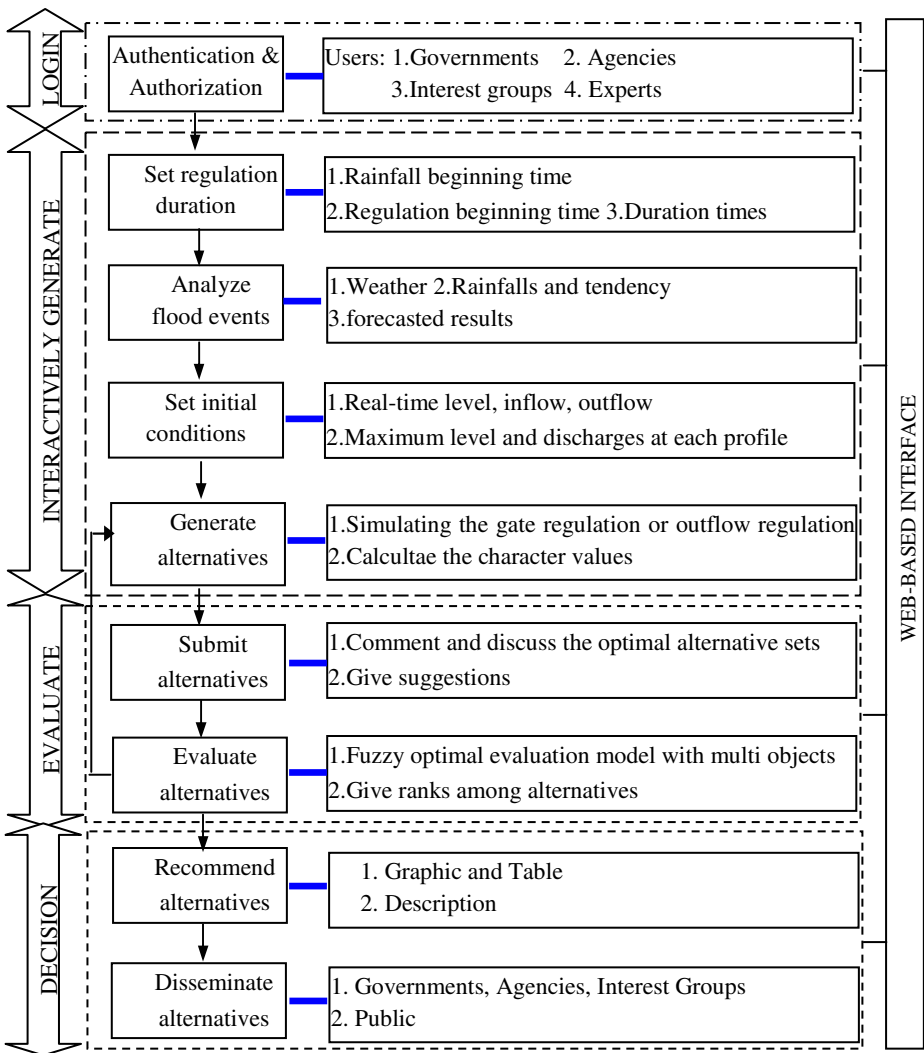 LOGIN
Authentication &
Authorization
Users: 1.Governments 2. Agencies
3.Interest groups 4. Experts
INTERACTIVELY GENERATE
Set regulation
duration
1.Rainfall beginning time
2.Regulation beginning time 3.Duration times
Analyze
flood events
1.Weather 2.Rainfalls and tendency
3.forecasted results
Set initial
conditions
1.Real-time level, inflow, outflow
2.Maximum level and discharges at each profile
Generate
alternatives
1.Simulating the gate regulation or outflow regulation
2.Calcultae the character values
EVALUATE
Submit
alternatives
1.Comment and discuss the optimal alternative sets
2.Give suggestions
Evaluate
alternatives
1.Fuzzy optimal evaluation model with multi objects
2.Give ranks among alternatives
DECISION
Recommend
alternatives
1. Graphic and Table
2. Description
Disseminate
alternatives
1. Governments, Agencies, Interest Groups
2. Public
WEB-BASED INTERFACE